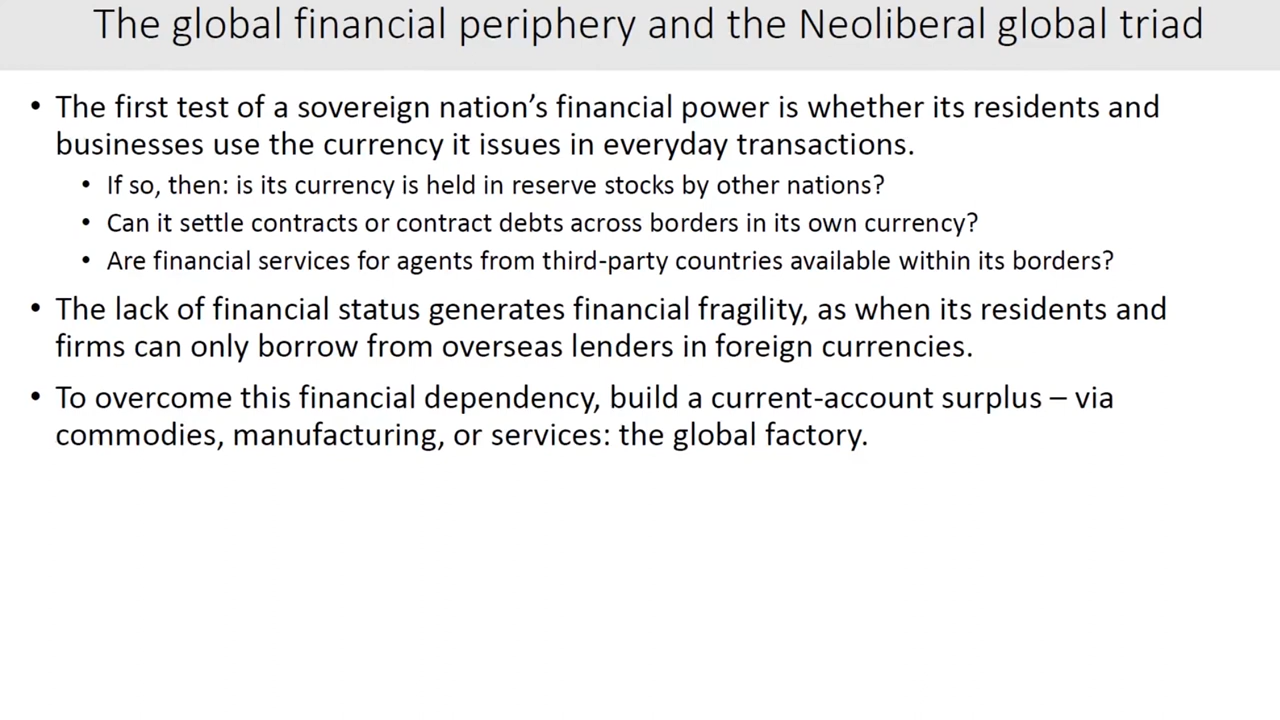 The global financial periphery and the Neoliberal global triad
• The first test of a sovereign nation’s financial power is whether its residents and
businesses use the currency it issues in everyday transactions.
• If so, then: is its currency is held in reserve stocks by other nations?
• Can it settle contracts or contract debts across borders in its own currency?
• Are financial services for agents from third-party countries available within its borders?
• The lack of financial status generates financial fragility, as when its residents and
firms can only borrow from overseas lenders in foreign currencies.
• To overcome this financial dependency, build a current-account surplus – via
commodies, manufacturing, or services: the global factory.